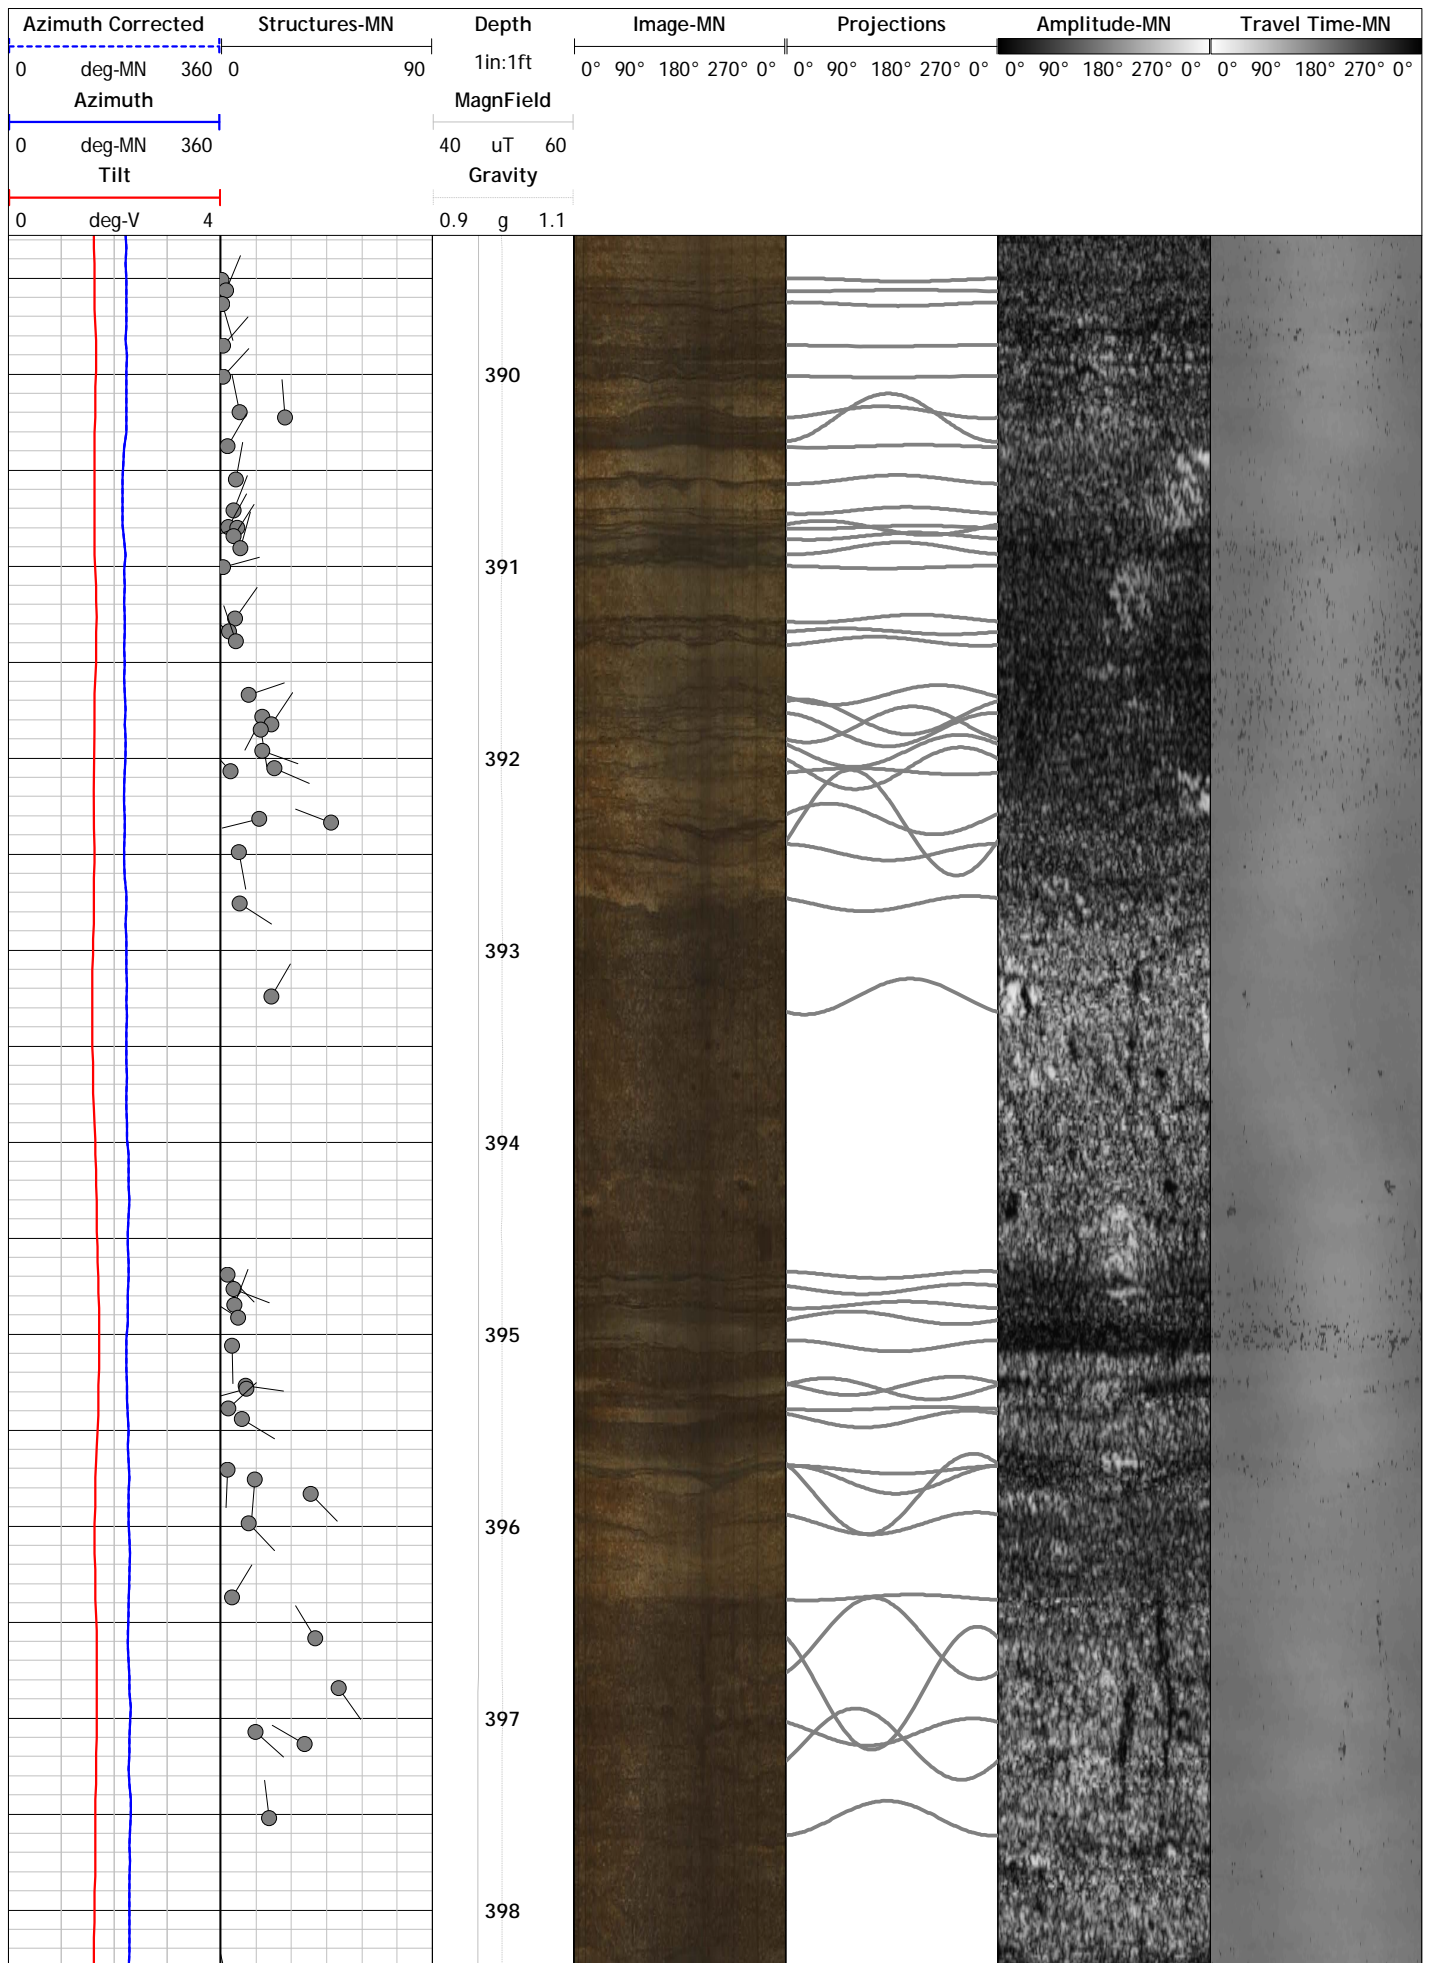 Azimuth Corrected Structures-MN Depth Image-MN Projections Amplitude-MN Travel Time-MN
0 deg-MN 360 0 90 1in:1ft 0° 90° 180° 270° 0° 0° 90° 180° 270° 0° 0° 90° 180° 270° 0° 0° 90° 180° 270° 0°
Azimuth MagnField
0 deg-MN 360 40 uT 60
Tilt Gravity
0 deg-V 4 0.9 g 1.1
390
391
392
393
394
395
396
397
398